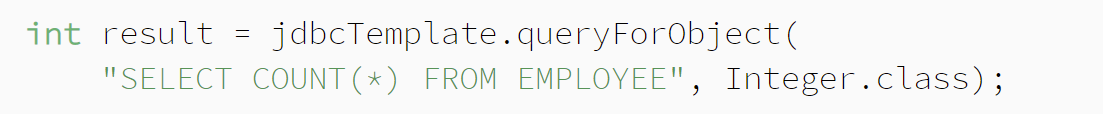 int result = jdbcTemplate.queryForObject(
    "SELECT COUNT(*) FROM EMPLOYEE", Integer.class);